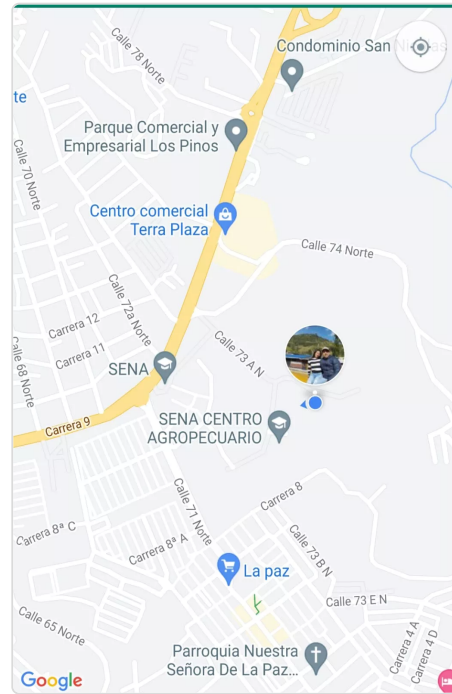 Calle 78 Norte
Condominio San
te
Parque Comercial y
Empresarial Los Pinos
Calle 70 Norte
Centro comercial
Terra Plaza
Calle 74 Norte
Calle 72a Norte
Carrera 12
Carrera 11
Calle 73 A N
Calle 68 Norte
SENA
Carrera 9
SENA CENTRO
AGROPECUARIO
Calle 71 Norte
Carrera 8
Carrera 8ª C
Carrera 8ª A
Calle 73 B N
La paz
Calle 73 E N
Calle 65 Norte
Carrera 4 A
Carrera 4 D
Parroquia Nuestra
Señora De La Paz...
Google